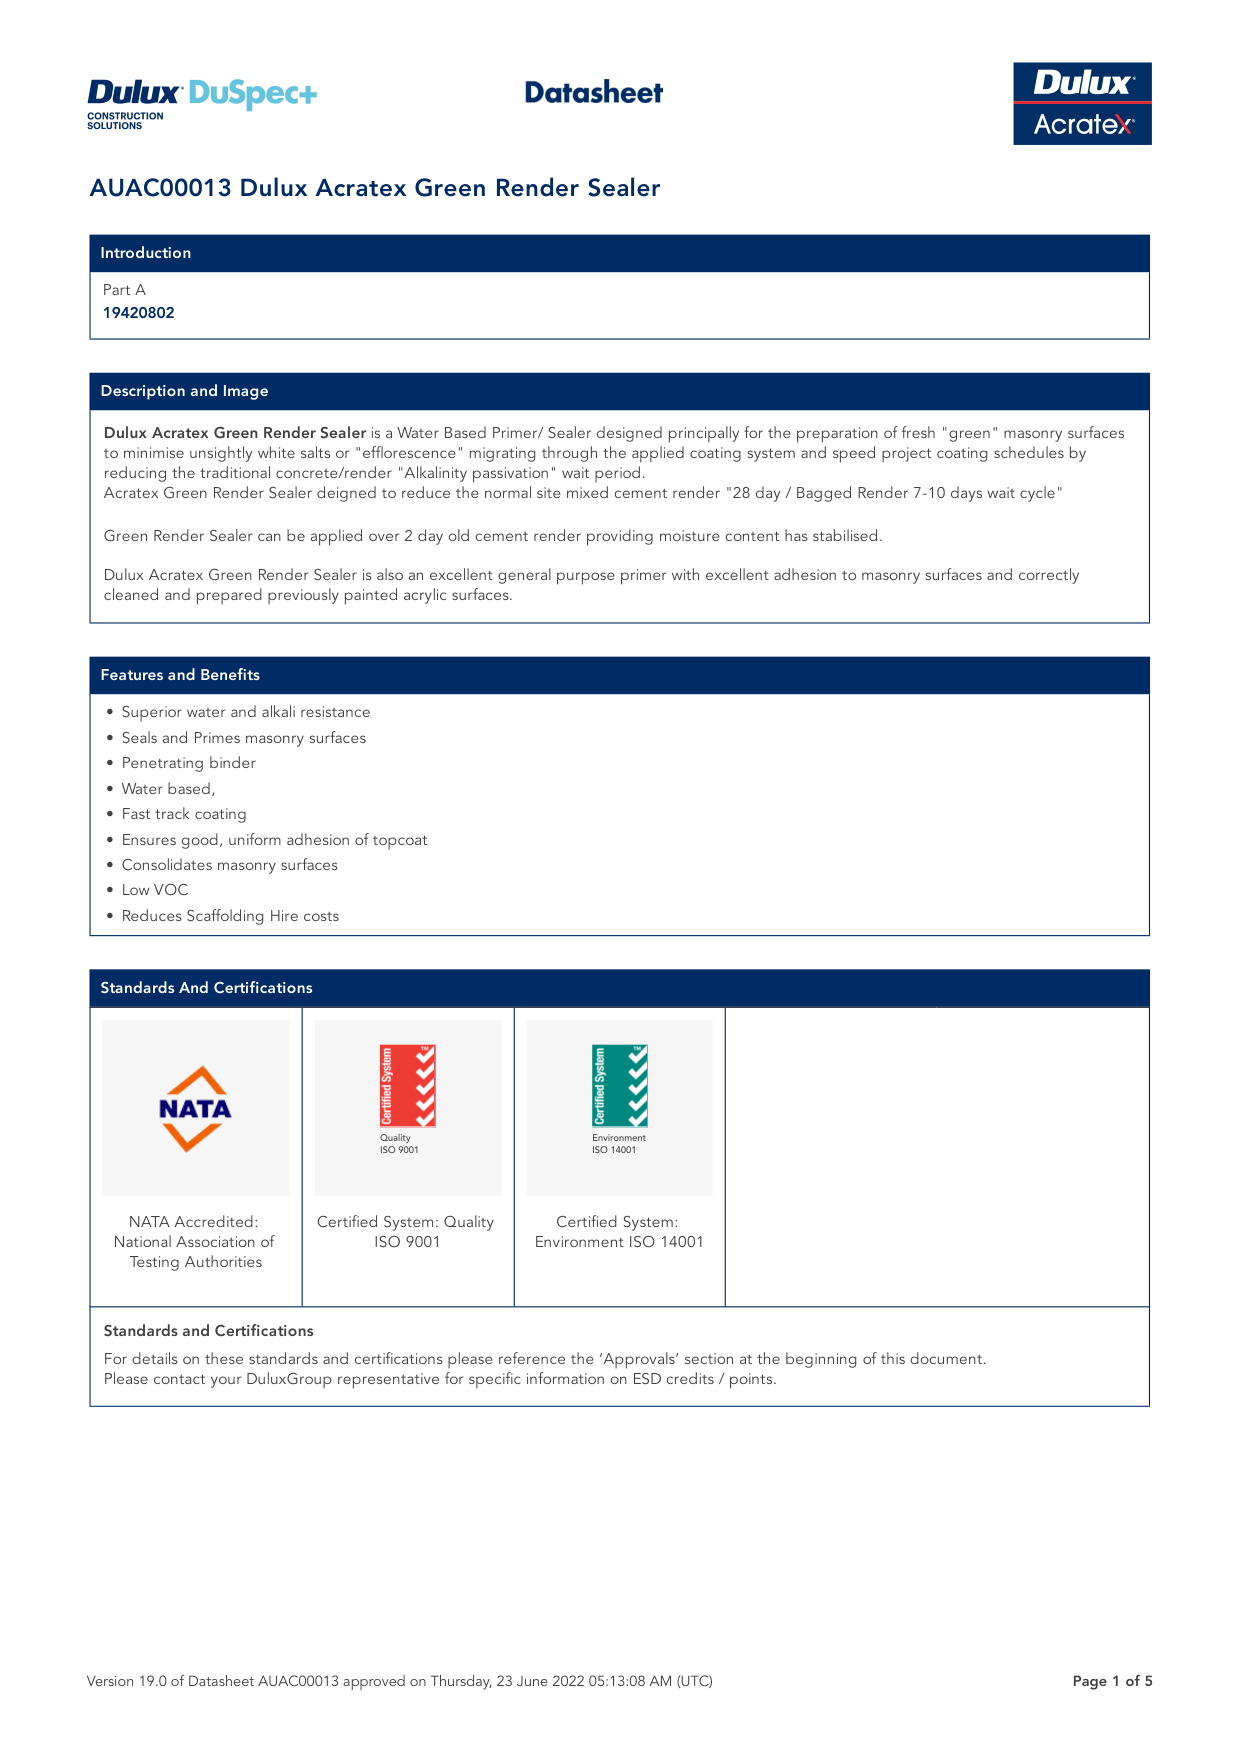 Dulux DuSpec+
CONSTRUCTION
SOLUTIONS
Datasheet
Dulux
Acratex
AUAC00013 Dulux Acratex Green Render Sealer
Introduction
Part A
19420802
Description and Image
Dulux Acratex Green Render Sealer is a Water Based Primer/ Sealer designed principally for the preparation of fresh "green" masonry surfaces
to minimise unsightly white salts or "efflorescence" migrating through the applied coating system and speed project coating schedules by
reducing the traditional concrete/render "Alkalinity passivation" wait period.
Acratex Green Render Sealer deigned to reduce the normal site mixed cement render "28 day / Bagged Render 7-10 days wait cycle"
Green Render Sealer can be applied over 2 day old cement render providing moisture content has stabilised.
Dulux Acratex Green Render Sealer is also an excellent general purpose primer with excellent adhesion to masonry surfaces and correctly
cleaned and prepared previously painted acrylic surfaces.
Features and Benefits
• Superior water and alkali resistance
• Seals and Primes masonry surfaces
• Penetrating binder
• Water based,
• Fast track coating
• Ensures good, uniform adhesion of topcoat
• Consolidates masonry surfaces
• Low VOC
• Reduces Scaffolding Hire costs
Standards And Certifications
NATA
NATA Accredited:
National Association of
Testing Authorities
Certified System ™
Quality
ISO 9001
Certified System: Quality
ISO 9001
Certified System ™
Environment
ISO 14001
Certified System:
Environment ISO 14001
Standards and Certifications
For details on these standards and certifications please reference the ‘Approvals’ section at the beginning of this document.
Please contact your DuluxGroup representative for specific information on ESD credits / points.
Version 19.0 of Datasheet AUAC00013 approved on Thursday, 23 June 2022 05:13:08 AM (UTC)
Page 1 of 5